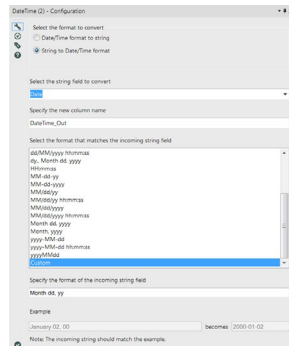 DateTime (2) - Configuration
Select the format to convert
Date/Time format to string
String to Date/Time format
Select the string field to convert
Date
Specify the new column name
DateTime_Out
Select the format that matches the incoming string field
dd/MM/yyyy hh:mm:ss
dy., Month dd, yyyy
HH:mm:ss
MM-dd-yy
MM-dd-yyyy
MM/dd/yy
MM/dd/yy hh:mm:ss
MM/dd/yyyy
MM/dd/yyyy hh:mm:ss
Month dd, yyyy
Month, yyyy
yyyy-MM-dd
yyyy-MM-dd hh:mm:ss
yyyyMMdd
Custom
Specify the format of the incoming string field
Month dd, yy
Example
January 02, 00 becomes 2000-01-02
Note: The incoming string should match the example.